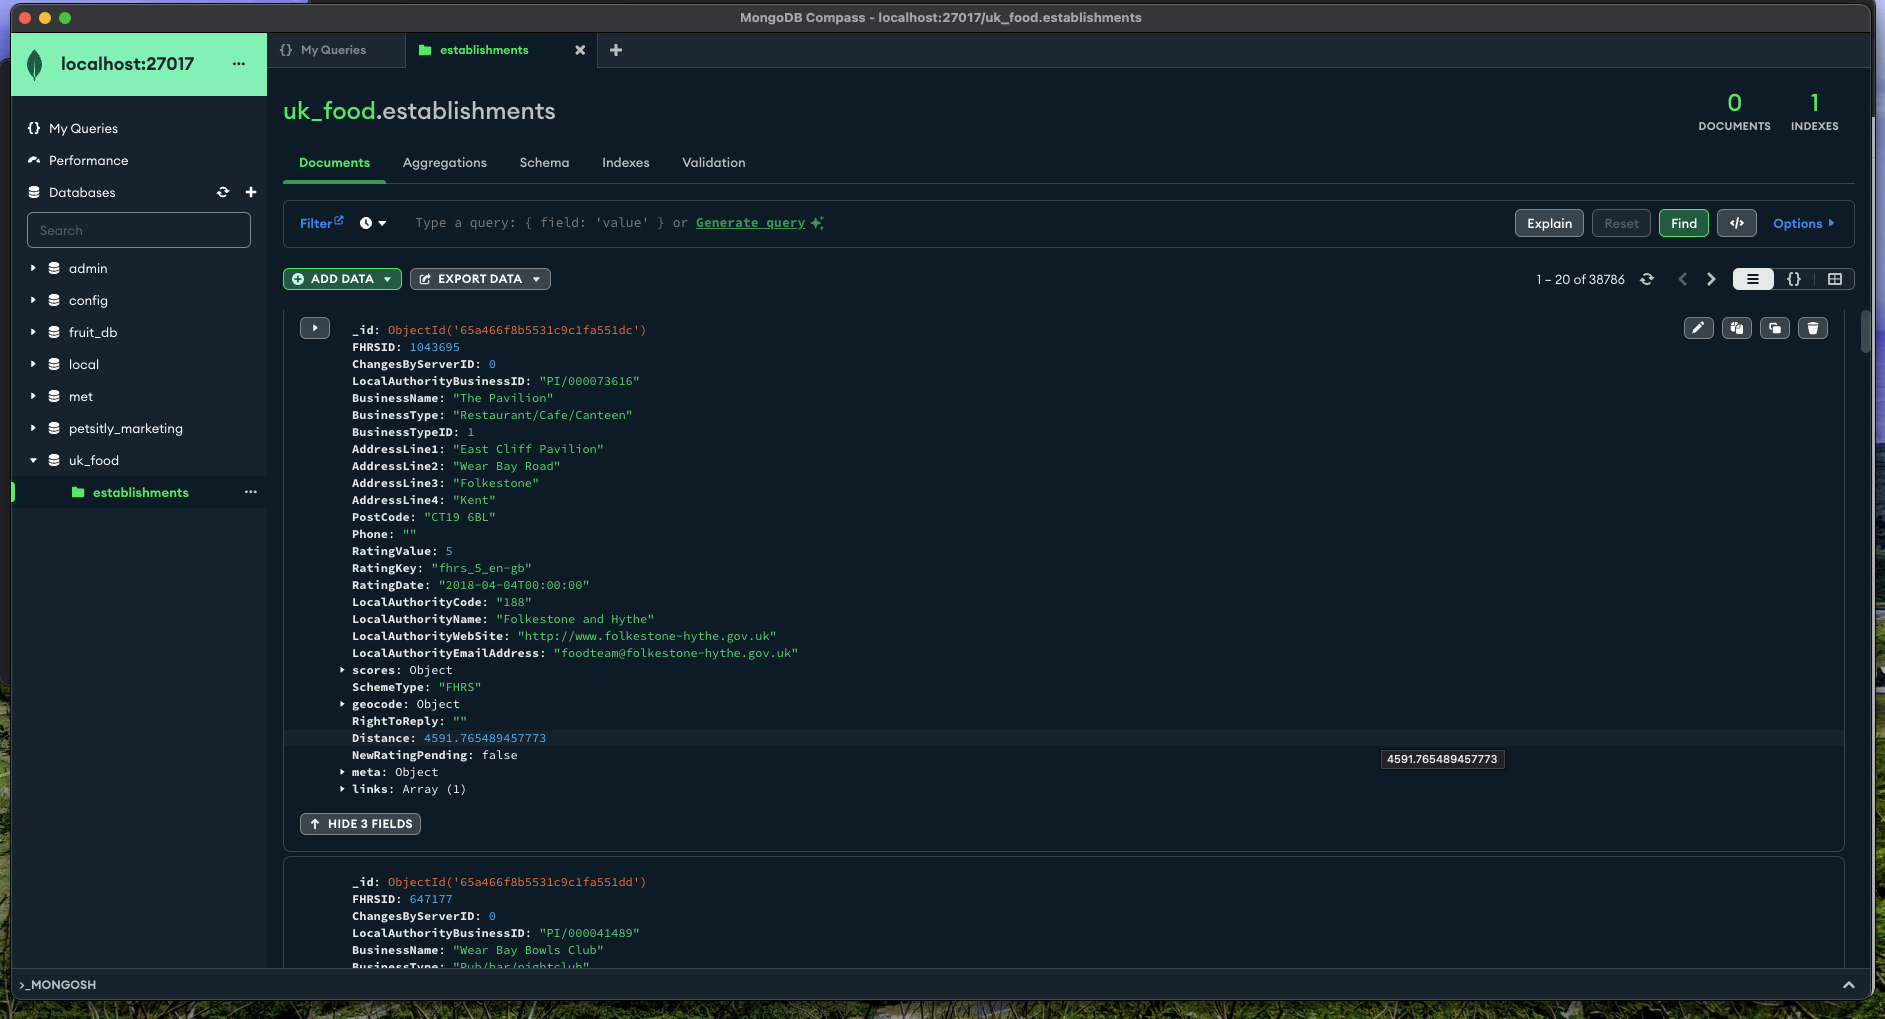 MongoDB Compass - localhost:27017/uk_food.establishments
localhost:27017 ...
{} My Queries
establishments
My Queries
Performance
Databases
Search
admin
config
fruit_db
local
met
petsitly_marketing
uk_food
establishments ...
uk_food.establishments
0
DOCUMENTS
1
INDEXES
Documents Aggregations Schema Indexes Validation
Filter Type a query: { field: 'value' } or Generate query Explain Reset Find </> Options
ADD DATA EXPORT DATA 1 – 20 of 38786 {}
_id: ObjectId('65a466f8b5531c9c1fa551dc')
FHRSID: 1043695
ChangesByServerID: 0
LocalAuthorityBusinessID: "PI/000073616"
BusinessName: "The Pavilion"
BusinessType: "Restaurant/Cafe/Canteen"
BusinessTypeID: 1
AddressLine1: "East Cliff Pavilion"
AddressLine2: "Wear Bay Road"
AddressLine3: "Folkestone"
AddressLine4: "Kent"
PostCode: "CT19 6BL"
Phone: ""
RatingValue: 5
RatingKey: "fhrs_5_en-gb"
RatingDate: "2018-04-04T00:00:00"
LocalAuthorityCode: "188"
LocalAuthorityName: "Folkestone and Hythe"
LocalAuthorityWebSite: "http://www.folkestone-hythe.gov.uk"
LocalAuthorityEmailAddress: "foodteam@folkestone-hythe.gov.uk"
scores: Object
SchemeType: "FHRS"
geocode: Object
RightToReply: ""
Distance: 4591.765489457773
NewRatingPending: false
4591.765489457773
meta: Object
links: Array (1)
HIDE 3 FIELDS
_id: ObjectId('65a466f8b5531c9c1fa551dd')
FHRSID: 647177
ChangesByServerID: 0
LocalAuthorityBusinessID: "PI/000041489"
BusinessName: "Wear Bay Bowls Club"
BusinessType: "Pub/bar/nightclub"
>_MONGOSH